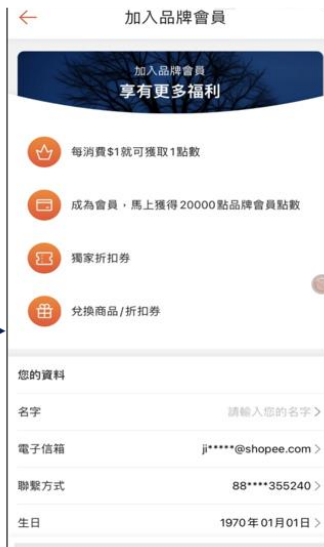 加入品牌會員
加入品牌會員
享有更多福利
每消費$1就可獲取1點數
成為會員，馬上獲得20000點品牌會員點數
獨家折扣券
兌換商品/折扣券
您的資料
名字
請輸入您的名字
電子信箱
ji*****@shopee.com
聯繫方式
88****355240
生日
1970年01月01日